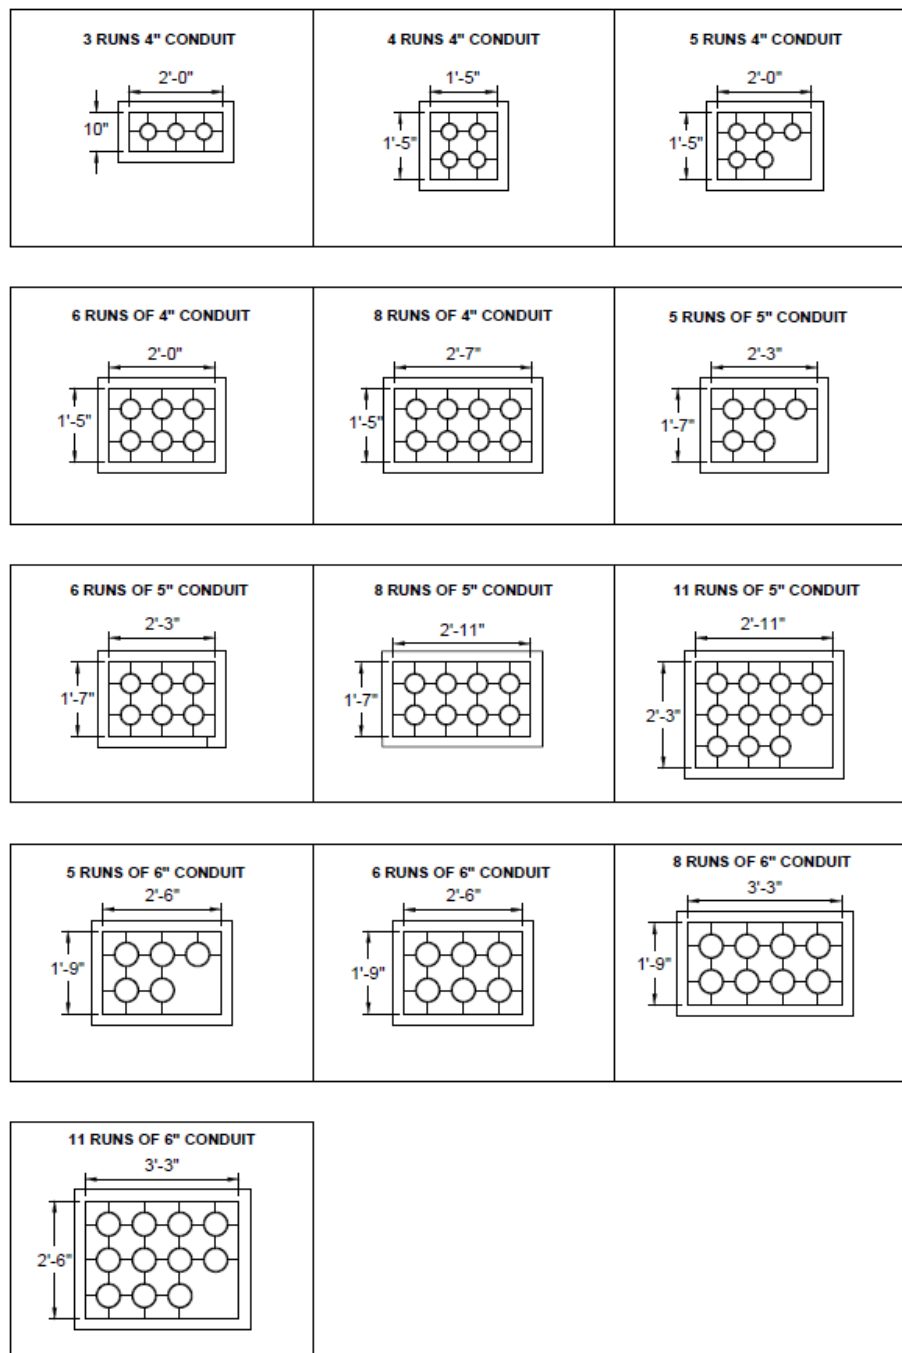 3 RUNS 4" CONDUIT
2'-0"
10"
4 RUNS 4" CONDUIT
1'-5"
1'-5"
5 RUNS 4" CONDUIT
2'-0"
1'-5"
6 RUNS OF 4" CONDUIT
2'-0"
1'-5"
8 RUNS OF 4" CONDUIT
2'-7"
1'-5"
5 RUNS OF 5" CONDUIT
2'-3"
1'-7"
6 RUNS OF 5" CONDUIT
2'-3"
1'-7"
8 RUNS OF 5" CONDUIT
2'-11"
1'-7"
11 RUNS OF 5" CONDUIT
2'-11"
2'-3"
5 RUNS OF 6" CONDUIT
2'-6"
1'-9"
6 RUNS OF 6" CONDUIT
2'-6"
1'-9"
8 RUNS OF 6" CONDUIT
3'-3"
1'-9"
11 RUNS OF 6" CONDUIT
3'-3"
2'-6"